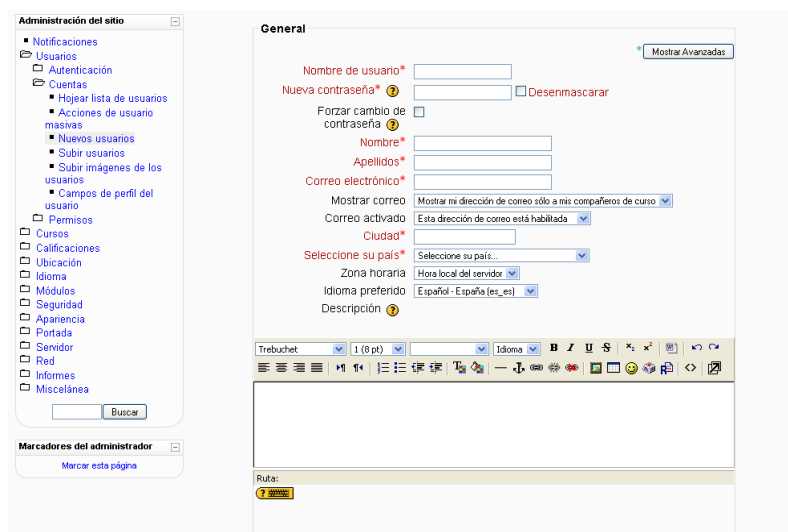 Administración del sitio
Notificaciones
Usuarios
Autenticación
Cuentas
Hojear lista de usuarios
Acciones de usuario
masivas
Nuevos usuarios
Subir usuarios
Subir imágenes de los
usuarios
Campos de perfil del
usuario
Permisos
Cursos
Calificaciones
Ubicación
Idioma
Módulos
Seguridad
Apariencia
Portada
Servidor
Red
Informes
Miscelánea
Buscar
Marcadores del administrador
Marcar esta página
General
* Mostrar Avanzadas
Nombre de usuario*
Nueva contraseña* ? Desenmascarar
Forzar cambio de
contraseña ?
Nombre*
Apellidos*
Correo electrónico*
Mostrar correo Mostrar mi dirección de correo sólo a mis compañeros de curso
Correo activado Esta dirección de correo está habilitada
Ciudad*
Seleccione su país* Seleccione su país...
Zona horaria Hora local del servidor
Idioma preferido Español - España (es_es)
Descripción ?
Trebuchet 1 (8 pt) Idioma B I U S x₂ x²
Ruta:
?